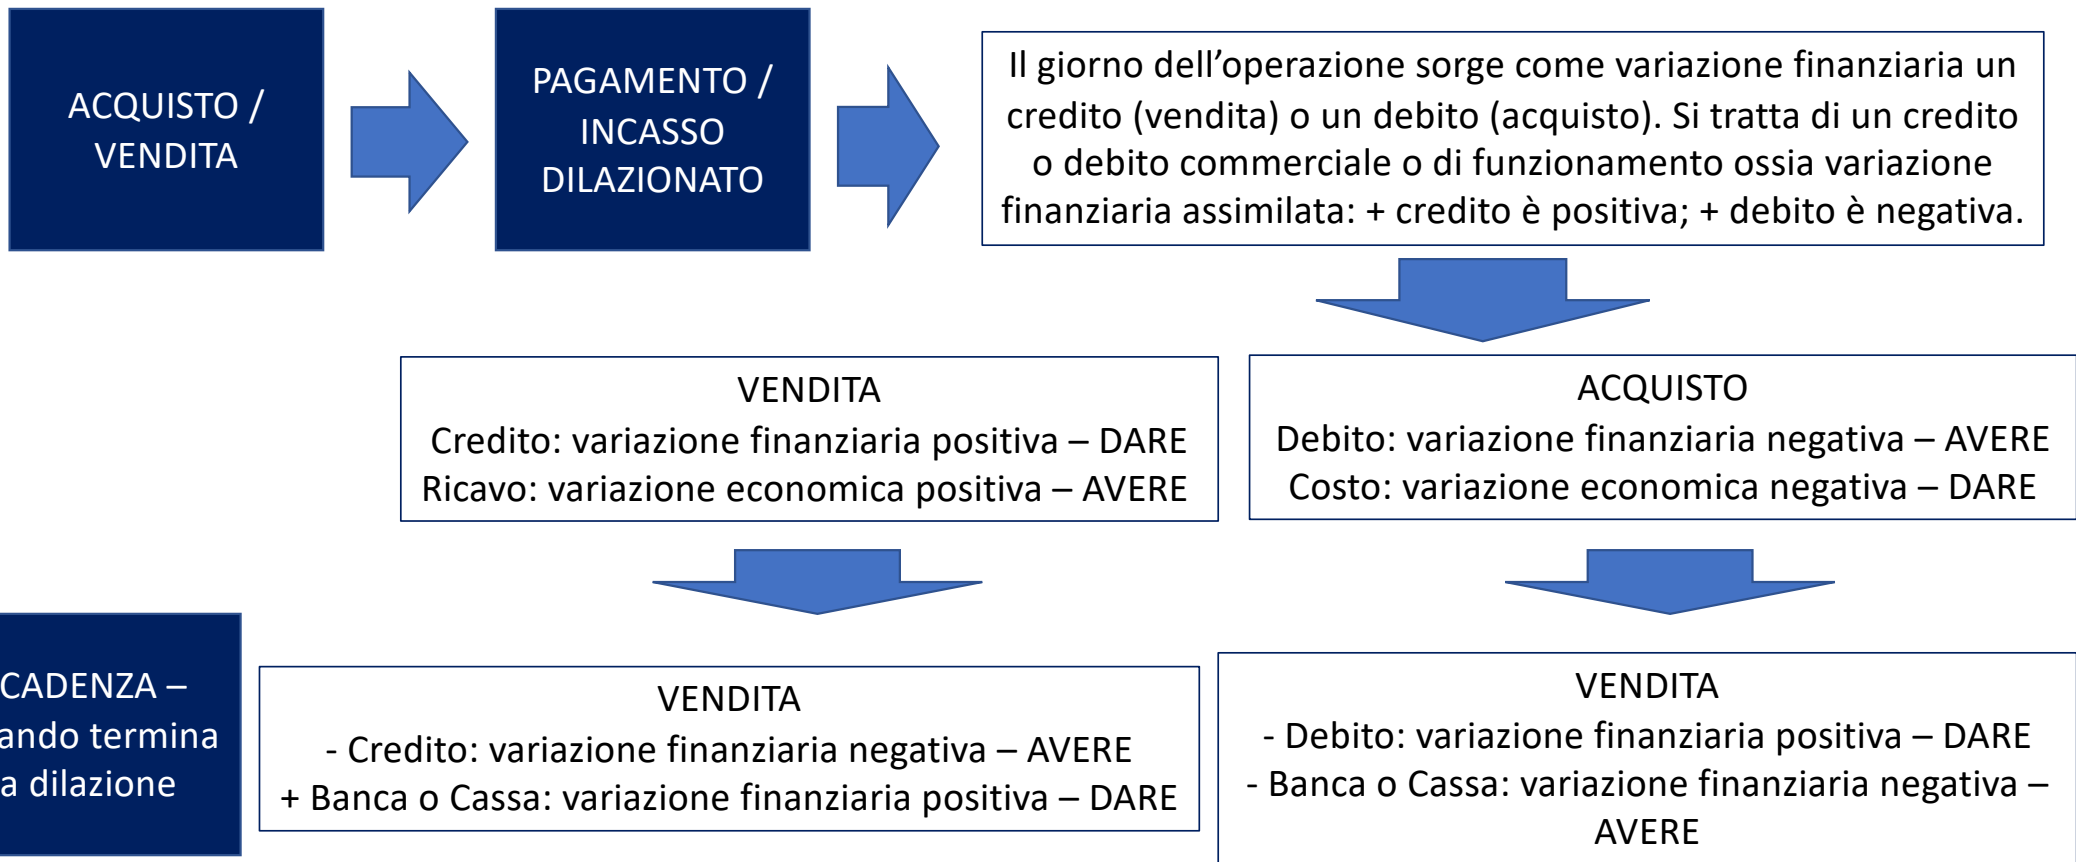 ACQUISTO /
VENDITA
PAGAMENTO /
INCASSO
DILAZIONATO
Il giorno dell’operazione sorge come variazione finanziaria un
credito (vendita) o un debito (acquisto). Si tratta di un credito
o debito commerciale o di funzionamento ossia variazione
finanziaria assimilata: + credito è positiva; + debito è negativa.
VENDITA
Credito: variazione finanziaria positiva – DARE
Ricavo: variazione economica positiva – AVERE
ACQUISTO
Debito: variazione finanziaria negativa – AVERE
Costo: variazione economica negativa – DARE
CADENZA –
ando termina
a dilazione
VENDITA
- Credito: variazione finanziaria negativa – AVERE
+ Banca o Cassa: variazione finanziaria positiva – DARE
VENDITA
- Debito: variazione finanziaria positiva – DARE
- Banca o Cassa: variazione finanziaria negativa –
AVERE